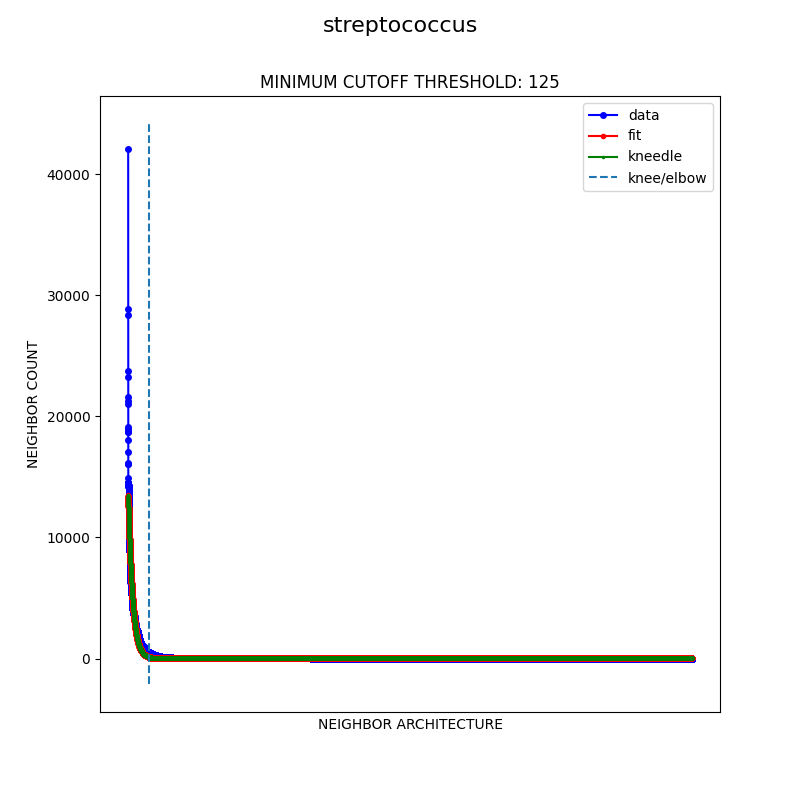 streptococcus
MINIMUM CUTOFF THRESHOLD: 125
data
fit
kneedle
knee/elbow
40000
30000
20000
10000
0
NEIGHBOR COUNT
NEIGHBOR ARCHITECTURE